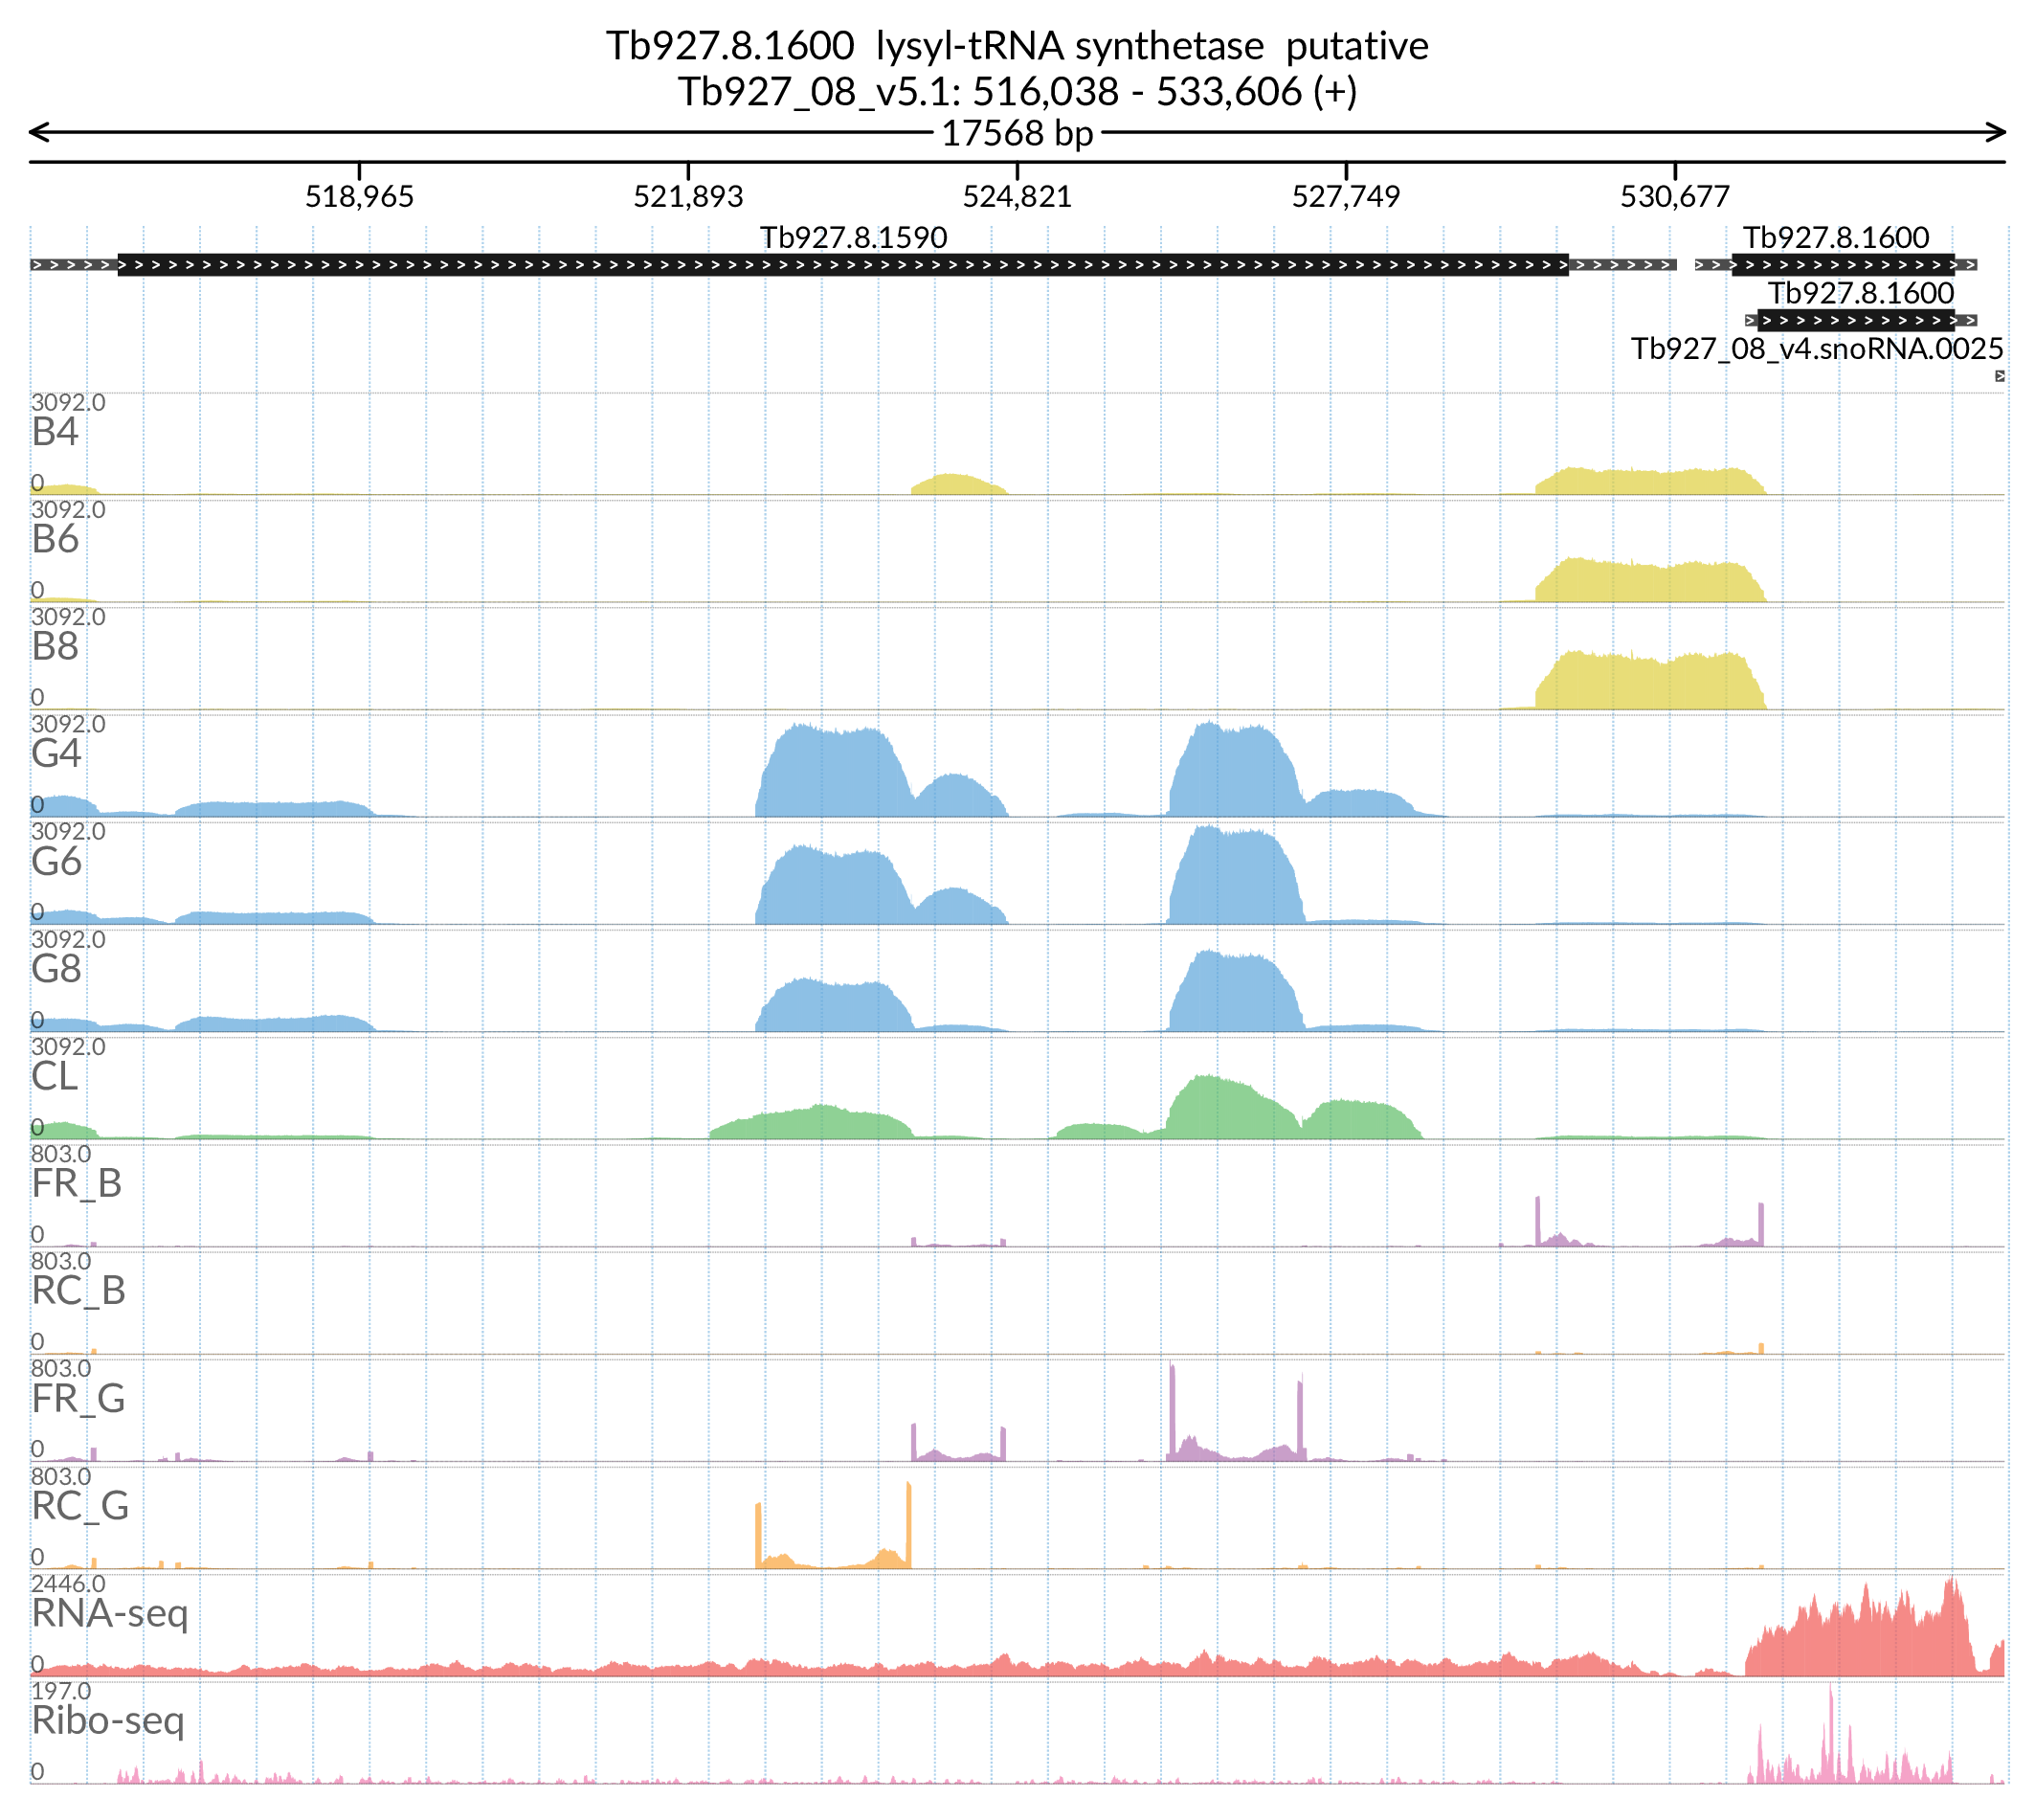 Tb927.8.1600 lysyl-tRNA synthetase putative
Tb927_08_v5.1: 516,038 - 533,606 (+)
17568 bp
518,965 521,893 524,821 527,749 530,677
Tb927.8.1590 Tb927.8.1600
Tb927.8.1600
Tb927_08_v4.snoRNA.0025
3092.0
B4
0
3092.0
B6
0
3092.0
B8
0
3092.0
G4
0
3092.0
G6
0
3092.0
G8
0
3092.0
CL
0
803.0
FR_B
0
803.0
RC_B
0
803.0
FR_G
0
803.0
RC_G
0
2446.0
RNA-seq
0
197.0
Ribo-seq
0